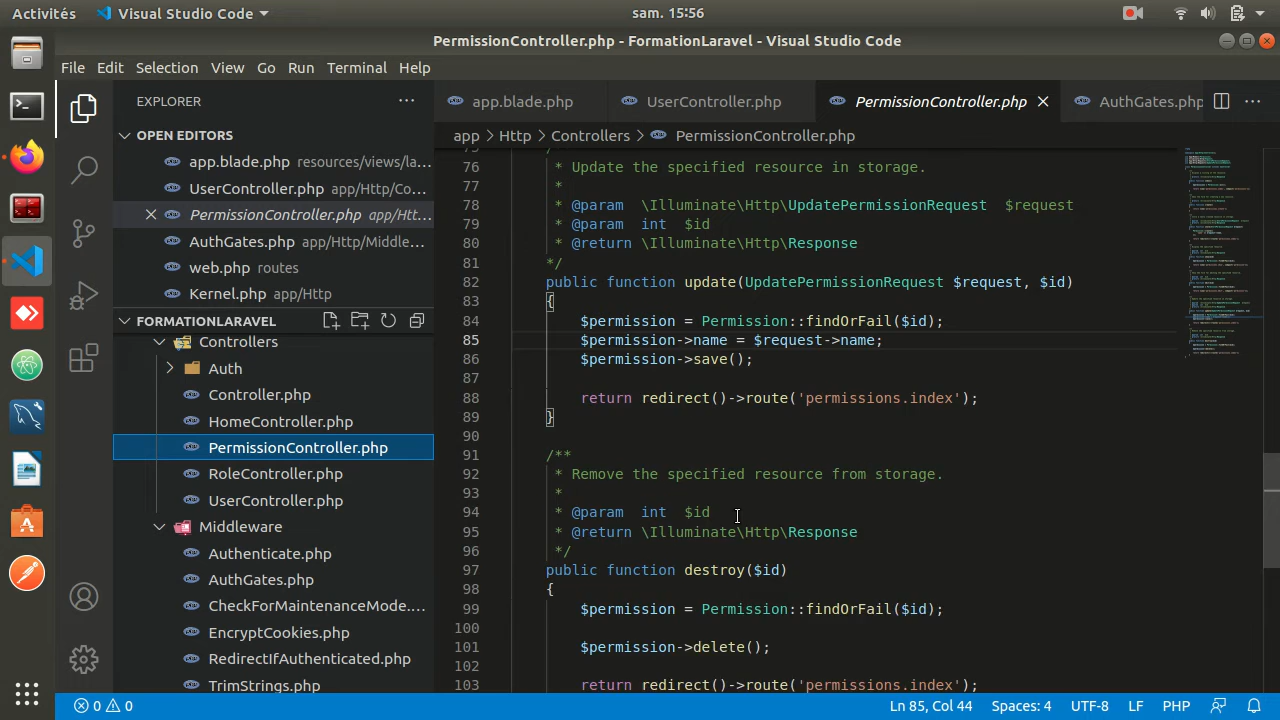 Activités
Visual Studio Code
sam. 15:56
PermissionController.php - FormationLaravel - Visual Studio Code
File Edit Selection View Go Run Terminal Help
EXPLORER
OPEN EDITORS
app.blade.php resources/views/la...
UserController.php app/Http/Co...
PermissionController.php app/Htt...
AuthGates.php app/Http/Middle...
web.php routes
Kernel.php app/Http
FORMATIONLARAVEL
Controllers
Auth
Controller.php
HomeController.php
PermissionController.php
RoleController.php
UserController.php
Middleware
Authenticate.php
AuthGates.php
CheckForMaintenanceMode....
EncryptCookies.php
RedirectIfAuthenticated.php
TrimStrings.php
app.blade.php
UserController.php
PermissionController.php
AuthGates.php
app > Http > Controllers > PermissionController.php
76 * Update the specified resource in storage.
77 *
78 * @param \Illuminate\Http\UpdatePermissionRequest $request
79 * @param int $id
80 * @return \Illuminate\Http\Response
81 */
82 public function update(UpdatePermissionRequest $request, $id)
83 {
84 $permission = Permission::findOrFail($id);
85 $permission->name = $request->name;
86 $permission->save();
87
88 return redirect()->route('permissions.index');
89 }
90
91 /**
92 * Remove the specified resource from storage.
93 *
94 * @param int $id
95 * @return \Illuminate\Http\Response
96 */
97 public function destroy($id)
98 {
99 $permission = Permission::findOrFail($id);
100
101 $permission->delete();
102
103 return redirect()->route('permissions.index');
0 0
Ln 85, Col 44
Spaces: 4
UTF-8
LF
PHP